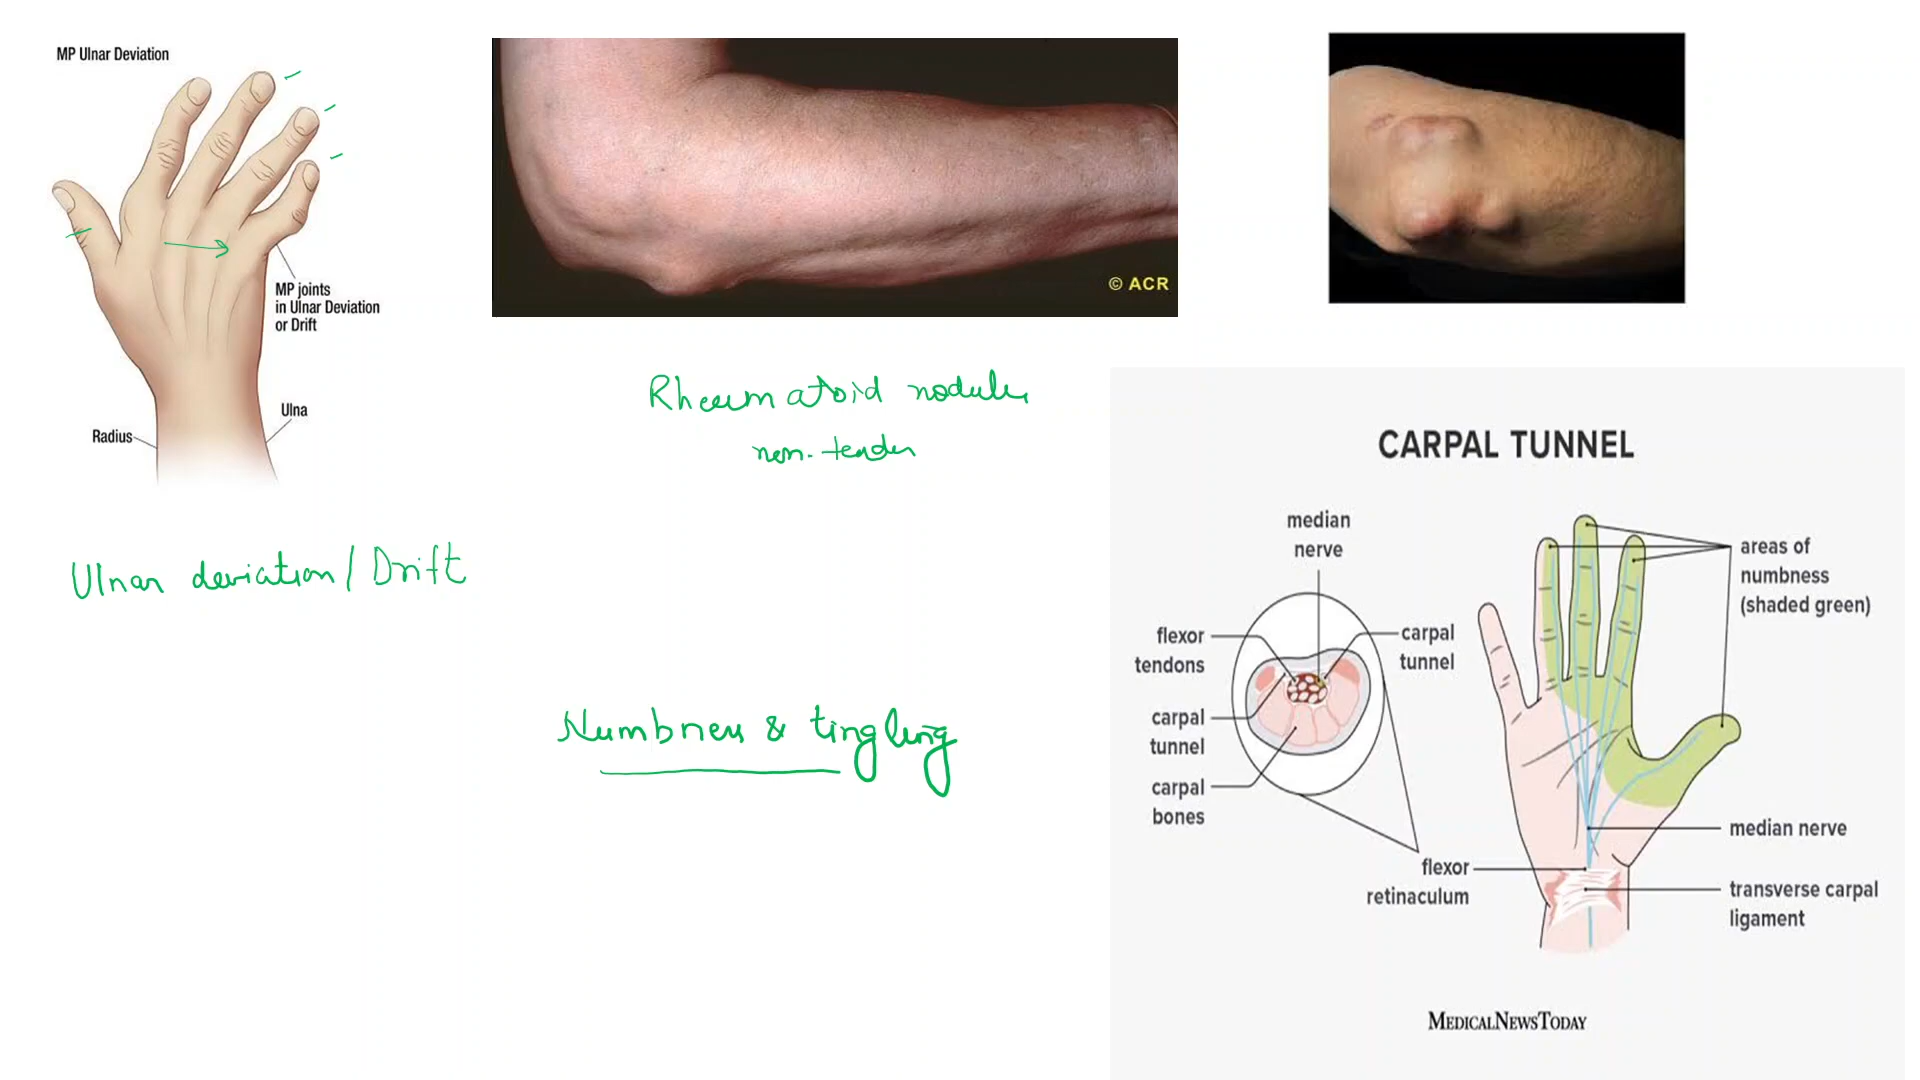 MP Ulnar Deviation
MP joints
in Ulnar Deviation
or Drift
Ulna
Radius
© ACR
Rheumatoid nodules
non-tender
Ulnar deviation/Drift
Numbness & tingling
CARPAL TUNNEL
median
nerve
flexor
tendons
carpal
tunnel
carpal
tunnel
carpal
bones
flexor
retinaculum
areas of
numbness
(shaded green)
median nerve
transverse carpal
ligament
MEDICALNEWSTODAY